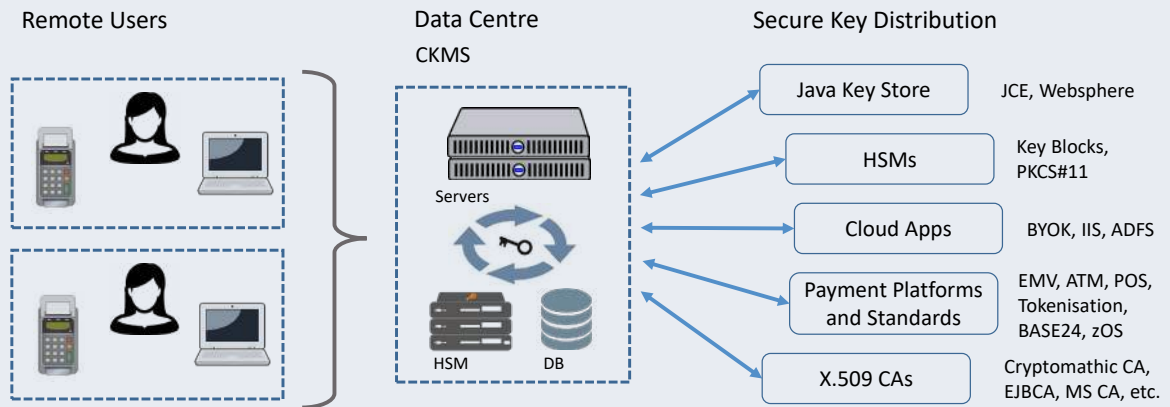 Remote Users
Data Centre
CKMS
Servers
HSM
DB
Secure Key Distribution
Java Key Store
JCE, Websphere
HSMs
Key Blocks,
PKCS#11
Cloud Apps
BYOK, IIS, ADFS
Payment Platforms
and Standards
EMV, ATM, POS,
Tokenisation,
BASE24, zOS
X.509 CAs
Cryptomathic CA,
EJBCA, MS CA, etc.